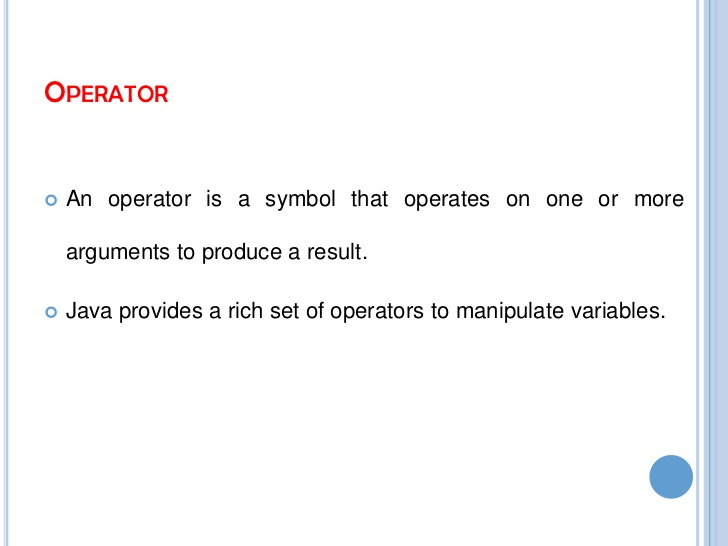 OPERATOR
An operator is a symbol that operates on one or more
arguments to produce a result.
Java provides a rich set of operators to manipulate variables.